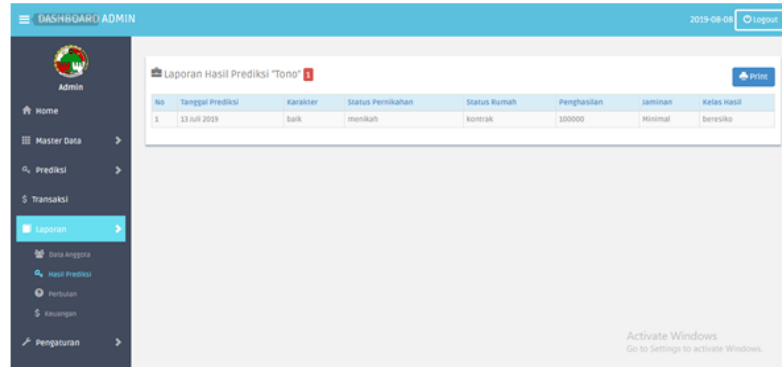 DASHBOARD ADMIN
2019-08-08 Logout
Admin
Home
Master Data
Prediksi
$ Transaksi
Laporan
Data Anggota
Hasil Prediksi
Perbulan
$ Keuangan
Pengaturan
Laporan Hasil Prediksi "Tono" 1
Print
No Tanggal Prediksi Karakter Status Pernikahan Status Rumah Penghasilan Jaminan Kelas Hasil
1 13 Juli 2019 baik menikah kontrak 100000 Minimal beresiko
Activate Windows
Go to Settings to activate Windows.